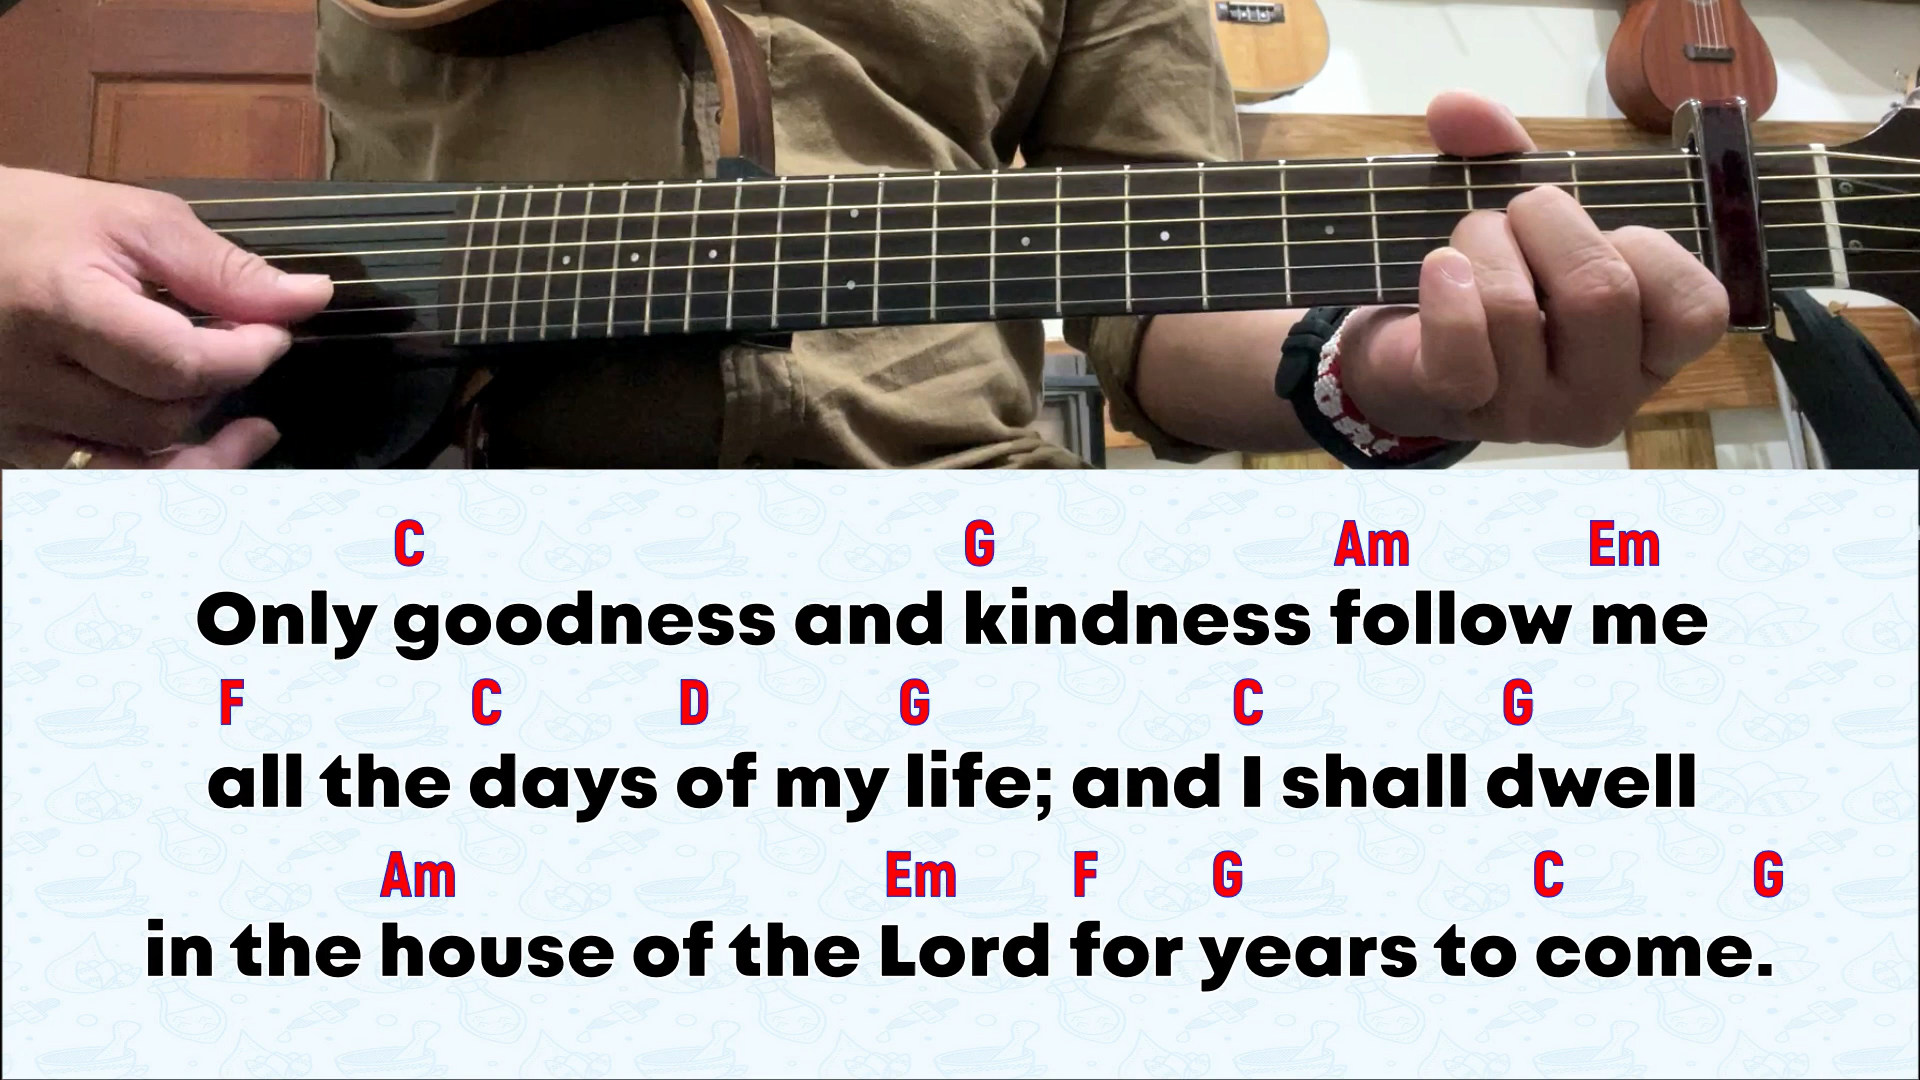 C G Am Em
Only goodness and kindness follow me
F C D G C G
all the days of my life; and I shall dwell
Am Em F G C G
in the house of the Lord for years to come.